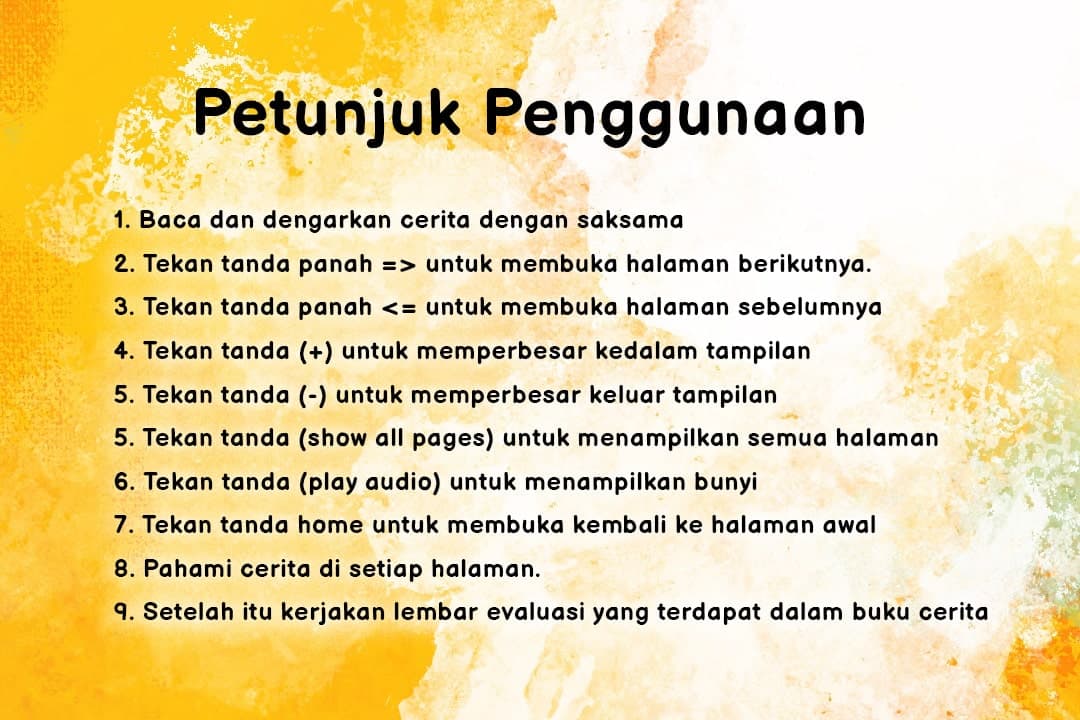 Petunjuk Penggunaan
1. Baca dan dengarkan cerita dengan saksama
2. Tekan tanda panah => untuk membuka halaman berikutnya.
3. Tekan tanda panah <= untuk membuka halaman sebelumnya
4. Tekan tanda (+) untuk memperbesar kedalam tampilan
5. Tekan tanda (-) untuk memperbesar keluar tampilan
5. Tekan tanda (show all pages) untuk menampilkan semua halaman
6. Tekan tanda (play audio) untuk menampilkan bunyi
7. Tekan tanda home untuk membuka kembali ke halaman awal
8. Pahami cerita di setiap halaman.
9. Setelah itu kerjakan lembar evaluasi yang terdapat dalam buku cerita